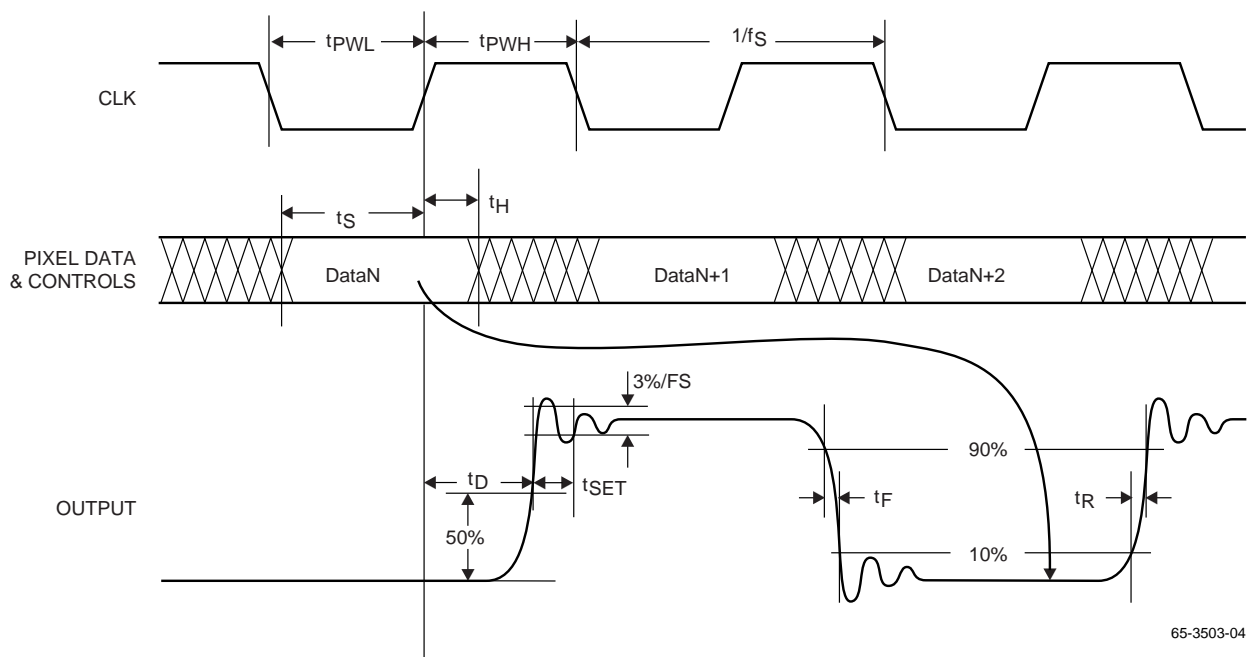 tPWL
tPWH
1/fS
CLK
tS
tH
PIXEL DATA
& CONTROLS
DataN
DataN+1
DataN+2
3%/FS
90%
tD
tSET
tF
tR
OUTPUT
50%
10%
65-3503-04